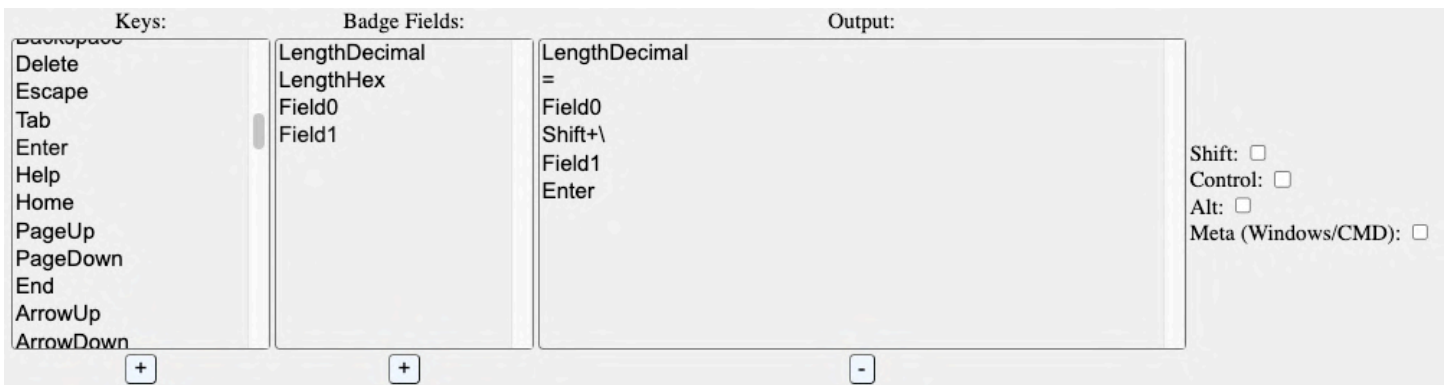 Keys:
Badge Fields:
Output:
Backspace
Delete
Escape
Tab
Enter
Help
Home
PageUp
PageDown
End
ArrowUp
ArrowDown
+
LengthDecimal
LengthHex
Field0
Field1
+
LengthDecimal
=
Field0
Shift+\
Field1
Enter
-
Shift:
Control:
Alt:
Meta (Windows/CMD):